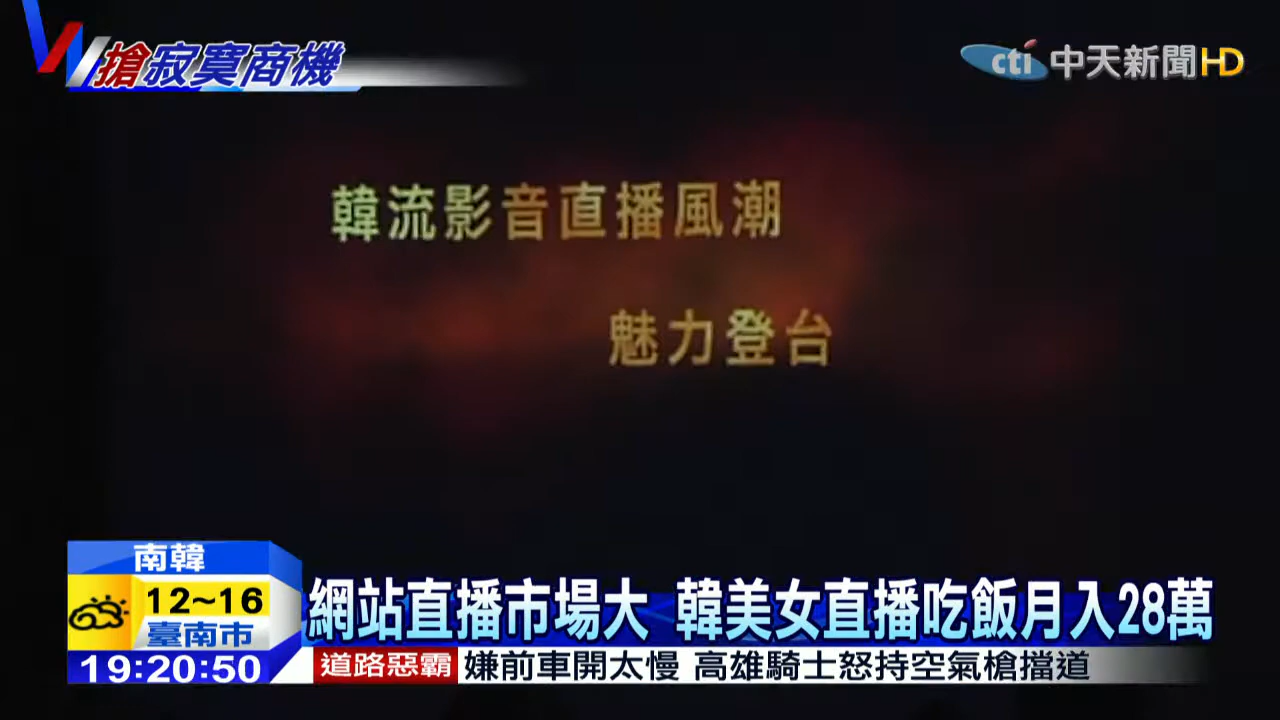 搶寂寞商機
cti 中天新聞HD
韓流影音直播風潮
魅力登台
南韓
12~16
臺南市
19:20:50
網站直播市場大 韓美女直播吃飯月入28萬
道路惡霸 嫌前車開太慢 高雄騎士怒持空氣槍擋道